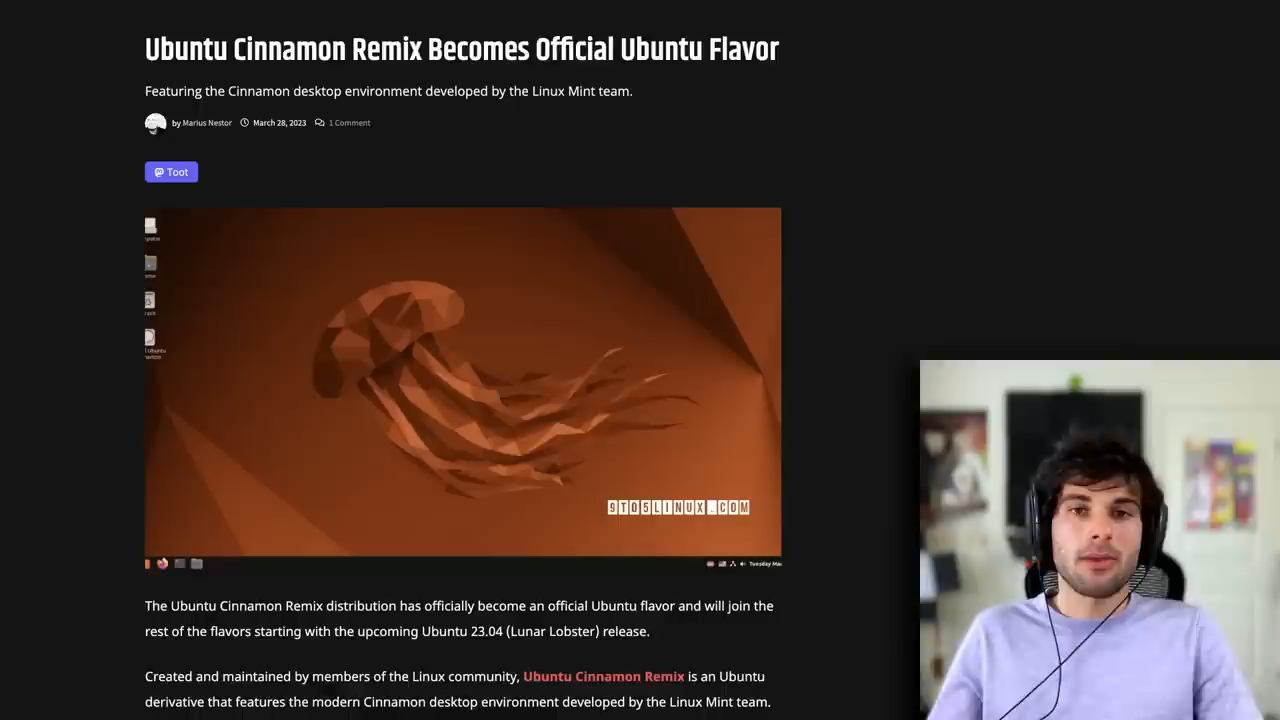 Ubuntu Cinnamon Remix Becomes Official Ubuntu Flavor
Featuring the Cinnamon desktop environment developed by the Linux Mint team.
by Marius Nestor March 28, 2023 1 Comment
Toot
9TO5LINUX.COM
Tuesday Ma
The Ubuntu Cinnamon Remix distribution has officially become an official Ubuntu flavor and will join the
rest of the flavors starting with the upcoming Ubuntu 23.04 (Lunar Lobster) release.
Created and maintained by members of the Linux community, Ubuntu Cinnamon Remix is an Ubuntu
derivative that features the modern Cinnamon desktop environment developed by the Linux Mint team.